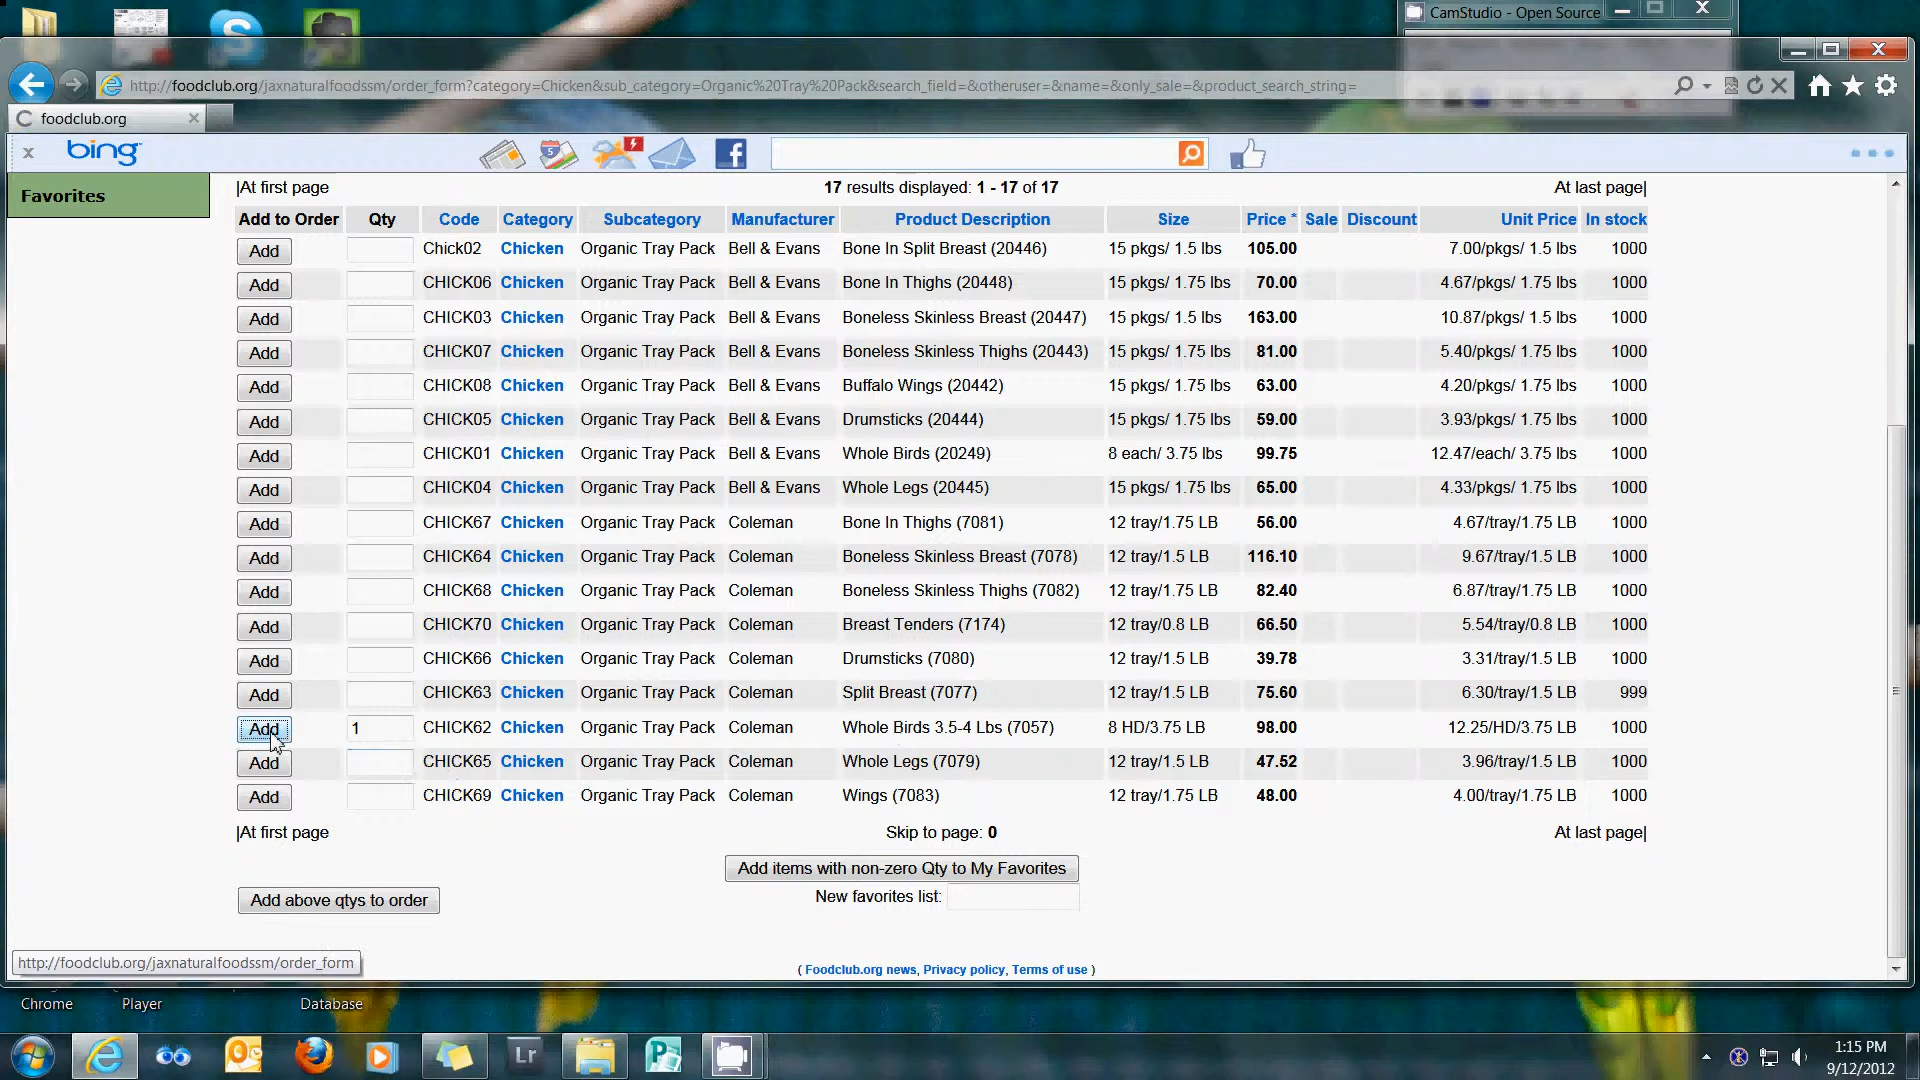 CamStudio - Open Source
http://foodclub.org/jaxnaturalfoodssm/order_form?category=Chicken&sub_category=Organic%20Tray%20Pack&search_field=&otheruser=&name=&only_sale=&product_search_string=
foodclub.org x
x bing
Favorites
|At first page 17 results displayed: 1 - 17 of 17 At last page|
Add to Order Qty Code Category Subcategory Manufacturer Product Description Size Price * Sale Discount Unit Price In stock
Add Chick02 Chicken Organic Tray Pack Bell & Evans Bone In Split Breast (20446) 15 pkgs/ 1.5 lbs 105.00 7.00/pkgs/ 1.5 lbs 1000
Add CHICK06 Chicken Organic Tray Pack Bell & Evans Bone In Thighs (20448) 15 pkgs/ 1.75 lbs 70.00 4.67/pkgs/ 1.75 lbs 1000
Add CHICK03 Chicken Organic Tray Pack Bell & Evans Boneless Skinless Breast (20447) 15 pkgs/ 1.5 lbs 163.00 10.87/pkgs/ 1.5 lbs 1000
Add CHICK07 Chicken Organic Tray Pack Bell & Evans Boneless Skinless Thighs (20443) 15 pkgs/ 1.75 lbs 81.00 5.40/pkgs/ 1.75 lbs 1000
Add CHICK08 Chicken Organic Tray Pack Bell & Evans Buffalo Wings (20442) 15 pkgs/ 1.75 lbs 63.00 4.20/pkgs/ 1.75 lbs 1000
Add CHICK05 Chicken Organic Tray Pack Bell & Evans Drumsticks (20444) 15 pkgs/ 1.75 lbs 59.00 3.93/pkgs/ 1.75 lbs 1000
Add CHICK01 Chicken Organic Tray Pack Bell & Evans Whole Birds (20249) 8 each/ 3.75 lbs 99.75 12.47/each/ 3.75 lbs 1000
Add CHICK04 Chicken Organic Tray Pack Bell & Evans Whole Legs (20445) 15 pkgs/ 1.75 lbs 65.00 4.33/pkgs/ 1.75 lbs 1000
Add CHICK67 Chicken Organic Tray Pack Coleman Bone In Thighs (7081) 12 tray/1.75 LB 56.00 4.67/tray/1.75 LB 1000
Add CHICK64 Chicken Organic Tray Pack Coleman Boneless Skinless Breast (7078) 12 tray/1.5 LB 116.10 9.67/tray/1.5 LB 1000
Add CHICK68 Chicken Organic Tray Pack Coleman Boneless Skinless Thighs (7082) 12 tray/1.75 LB 82.40 6.87/tray/1.75 LB 1000
Add CHICK70 Chicken Organic Tray Pack Coleman Breast Tenders (7174) 12 tray/0.8 LB 66.50 5.54/tray/0.8 LB 1000
Add CHICK66 Chicken Organic Tray Pack Coleman Drumsticks (7080) 12 tray/1.5 LB 39.78 3.31/tray/1.5 LB 1000
Add CHICK63 Chicken Organic Tray Pack Coleman Split Breast (7077) 12 tray/1.5 LB 75.60 6.30/tray/1.5 LB 999
Add 1 CHICK62 Chicken Organic Tray Pack Coleman Whole Birds 3.5-4 Lbs (7057) 8 HD/3.75 LB 98.00 12.25/HD/3.75 LB 1000
Add CHICK65 Chicken Organic Tray Pack Coleman Whole Legs (7079) 12 tray/1.5 LB 47.52 3.96/tray/1.5 LB 1000
Add CHICK69 Chicken Organic Tray Pack Coleman Wings (7083) 12 tray/1.75 LB 48.00 4.00/tray/1.75 LB 1000
|At first page Skip to page: 0 At last page|
Add items with non-zero Qty to My Favorites
New favorites list:
Add above qtys to order
http://foodclub.org/jaxnaturalfoodssm/order_form
( Foodclub.org news, Privacy policy, Terms of use )
Chrome Player Database
Lr
1:15 PM
9/12/2012